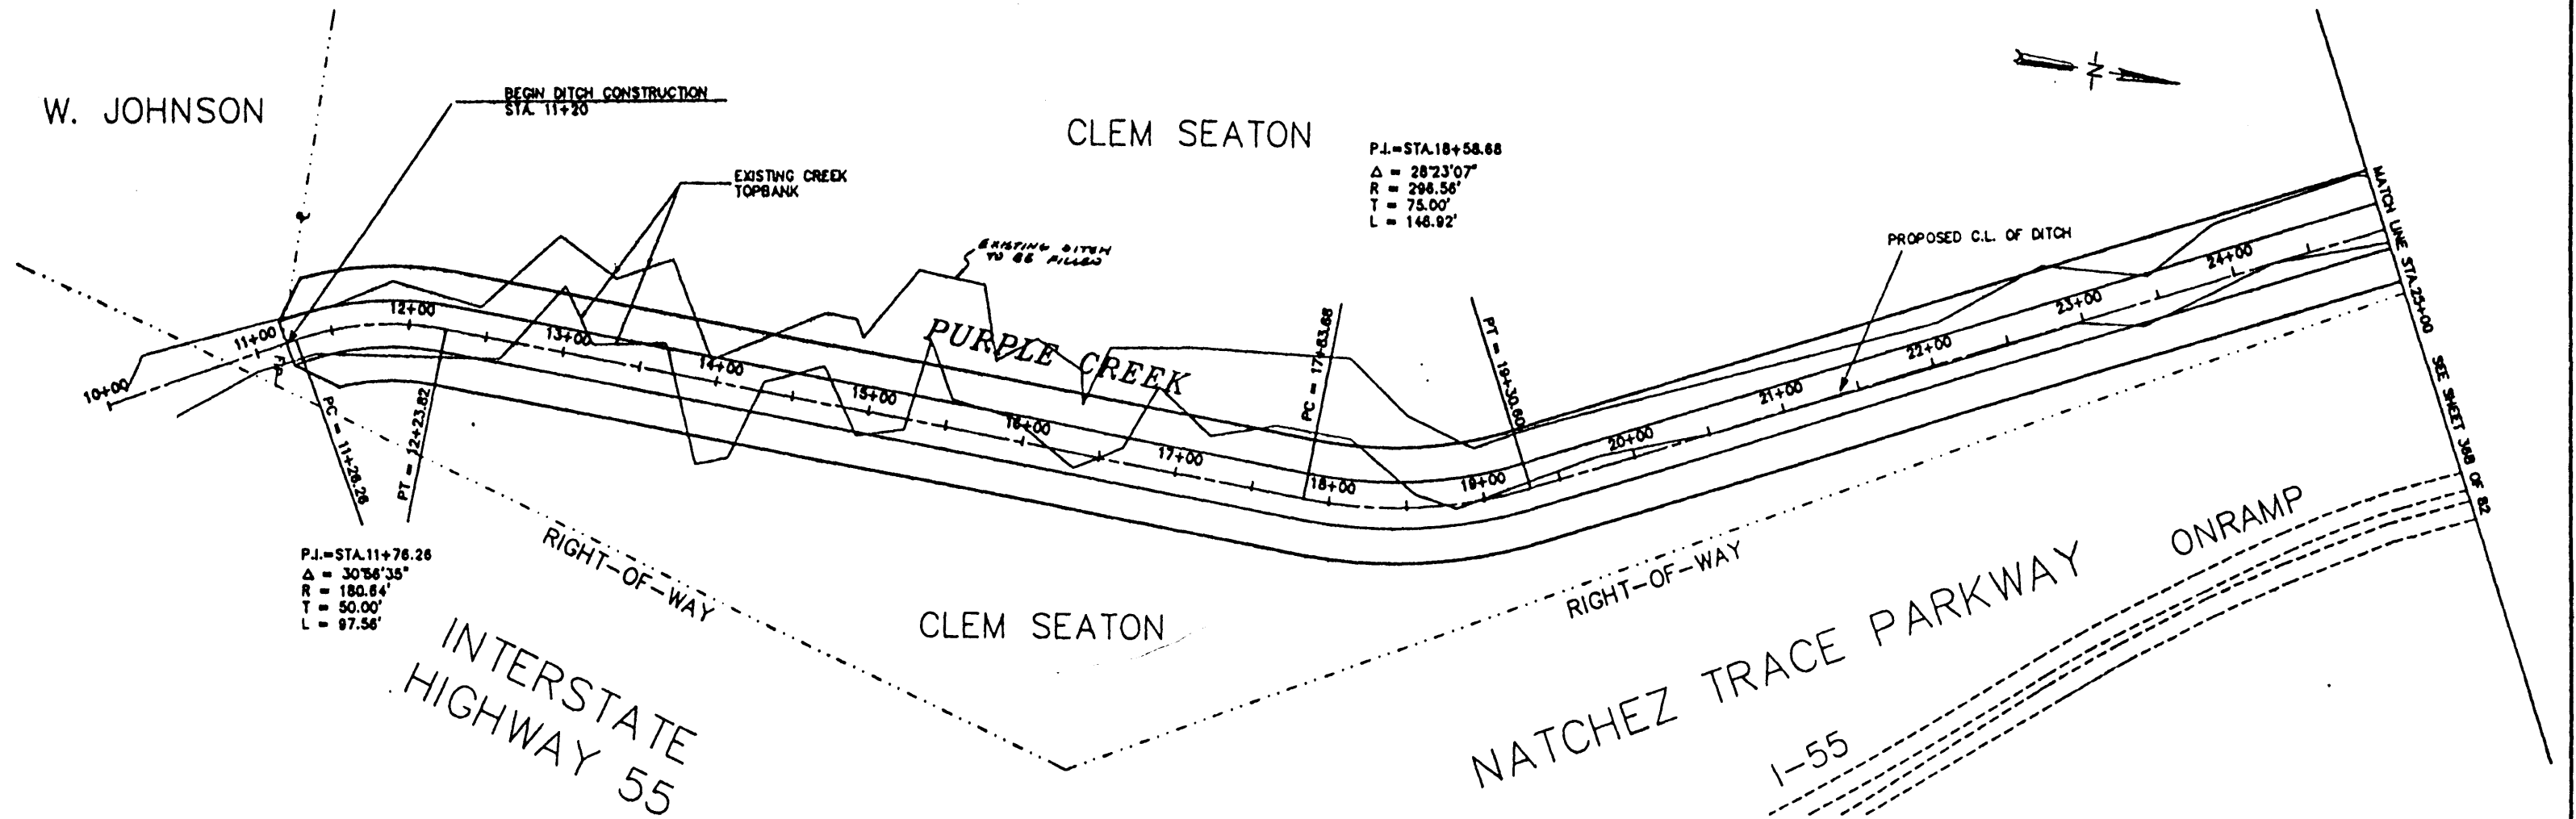 W. JOHNSON
BEGIN DITCH CONSTRUCTION
STA. 11+20
EXISTING CREEK
TOPBANK
CLEM SEATON
P.I.=STA.18+58.68
Δ = 28°23'07"
R = 296.56'
T = 75.00'
L = 146.92'
N
EXISTING DITCH
TO BE FILLED
PROPOSED C.L. OF DITCH
PURPLE CREEK
10+00
11+00
12+00
13+00
14+00
15+00
16+00
17+00
18+00
19+00
20+00
21+00
22+00
23+00
24+00
PC = 11+26.26
PT = 12+23.82
PC = 17+83.68
PT = 19+30.60
MATCH LINE STA.25+00 SEE SHEET 36B OF 82
P.I.=STA.11+76.26
Δ = 30°56'35"
R = 180.64'
T = 50.00'
L = 97.56'
RIGHT-OF-WAY
INTERSTATE
HIGHWAY 55
CLEM SEATON
RIGHT-OF-WAY
NATCHEZ TRACE PARKWAY
I-55
ONRAMP